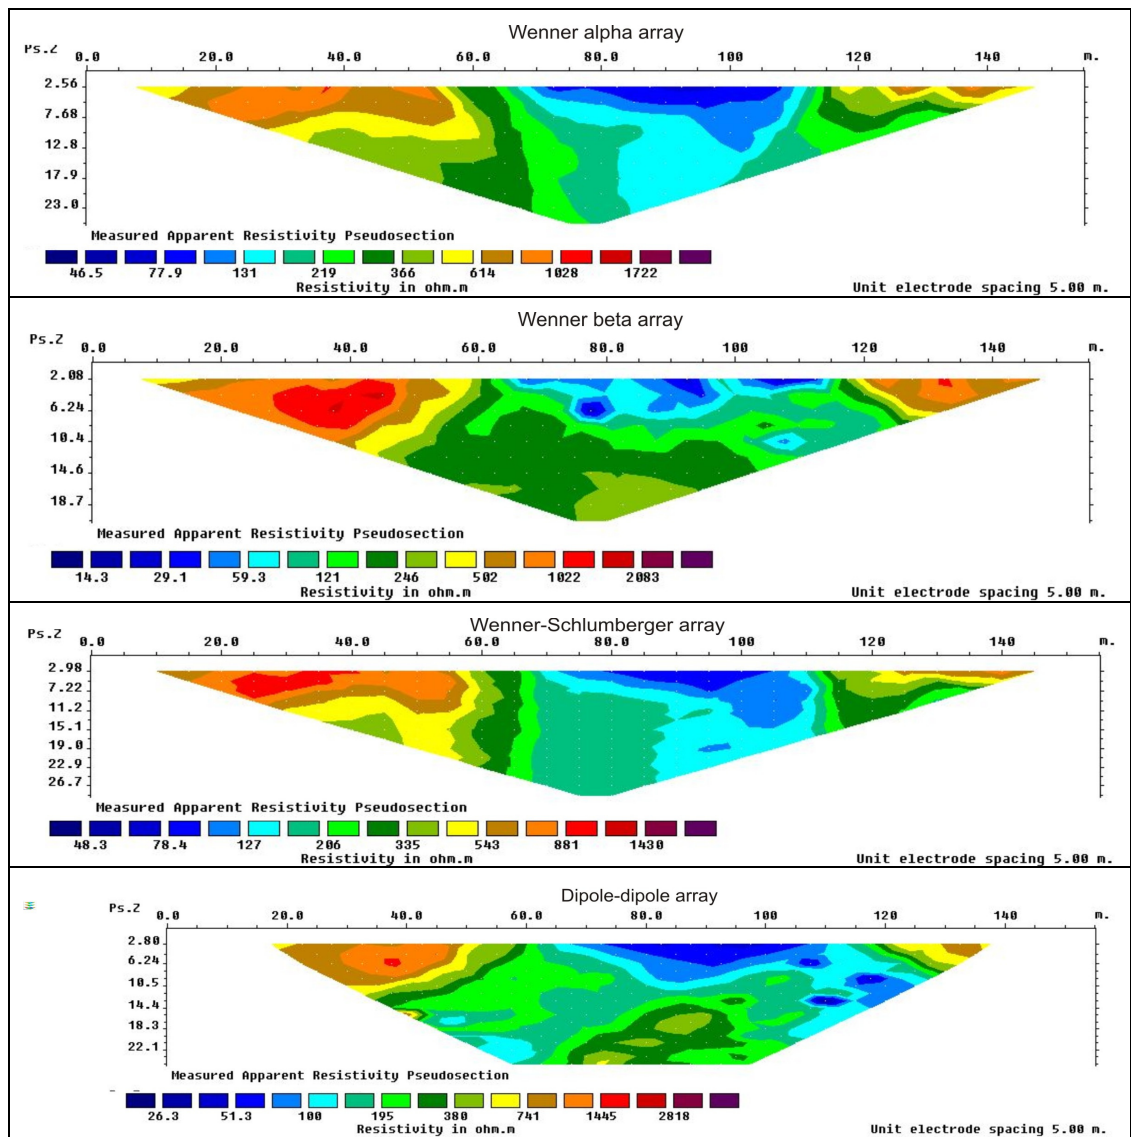 Wenner alpha array
Ps.Z
0.0 20.0 40.0 60.0 80.0 100 120 140 m.
2.56
7.68
12.8
17.9
23.0
Measured Apparent Resistivity Pseudosection
46.5 77.9 131 219 366 614 1028 1722
Resistivity in ohm.m Unit electrode spacing 5.00 m.
Wenner beta array
Ps.Z
0.0 20.0 40.0 60.0 80.0 100 120 140 m.
2.08
6.24
10.4
14.6
18.7
Measured Apparent Resistivity Pseudosection
14.3 29.1 59.3 121 246 502 1022 2083
Resistivity in ohm.m Unit electrode spacing 5.00 m.
Wenner-Schlumberger array
Ps.Z
0.0 20.0 40.0 60.0 80.0 100 120 140 m.
2.98
7.22
11.2
15.1
19.0
22.9
26.7
Measured Apparent Resistivity Pseudosection
48.3 78.4 127 206 335 543 881 1430
Resistivity in ohm.m Unit electrode spacing 5.00 m.
Dipole-dipole array
Ps.Z
0.0 20.0 40.0 60.0 80.0 100 120 140 m.
2.80
6.24
10.5
14.4
18.3
22.1
Measured Apparent Resistivity Pseudosection
26.3 51.3 100 195 380 741 1445 2818
Resistivity in ohm.m Unit electrode spacing 5.00 m.